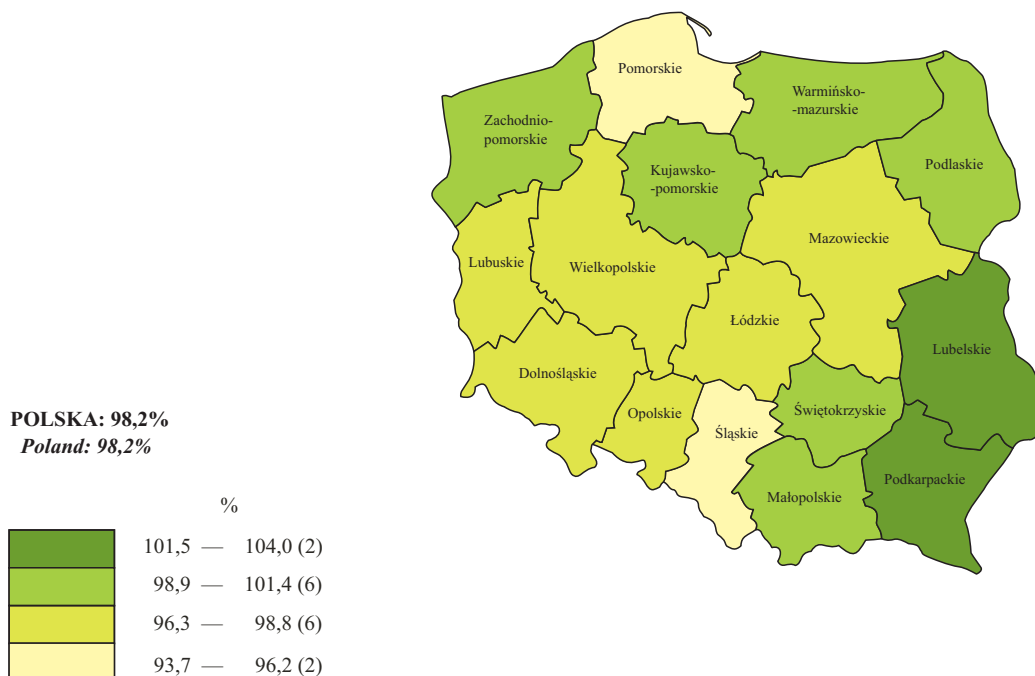 Pomorskie
Warmińsko-
-mazurskie
Zachodnio-
pomorskie
Podlaskie
Kujawsko-
-pomorskie
Mazowieckie
Lubuskie
Wielkopolskie
Łódzkie
Lubelskie
Dolnośląskie
Opolskie
Świętokrzyskie
Śląskie
Podkarpackie
Małopolskie
POLSKA: 98,2%
Poland: 98,2%
%
101,5 — 104,0 (2)
98,9 — 101,4 (6)
96,3 — 98,8 (6)
93,7 — 96,2 (2)